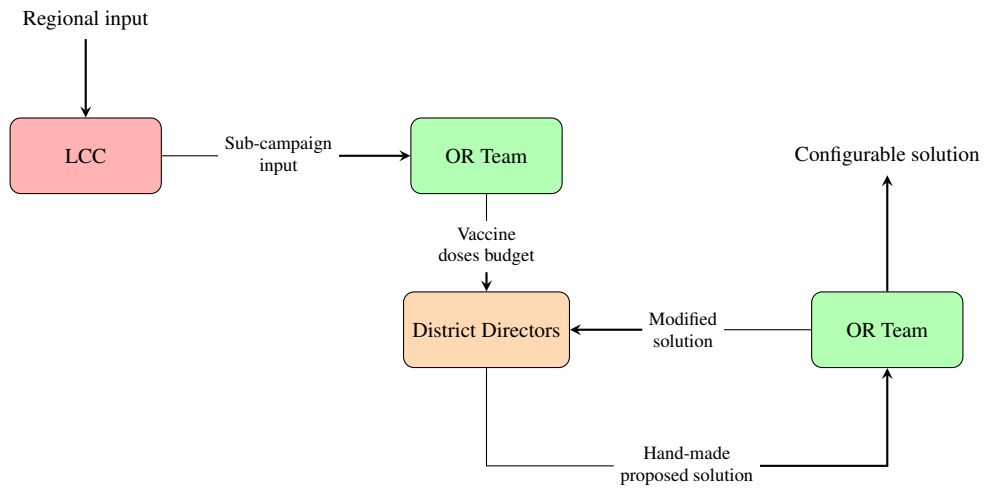 Regional input
LCC
Sub-campaign
input
OR Team
Configurable solution
Vaccine
doses budget
District Directors
Modified
solution
OR Team
Hand-made
proposed solution